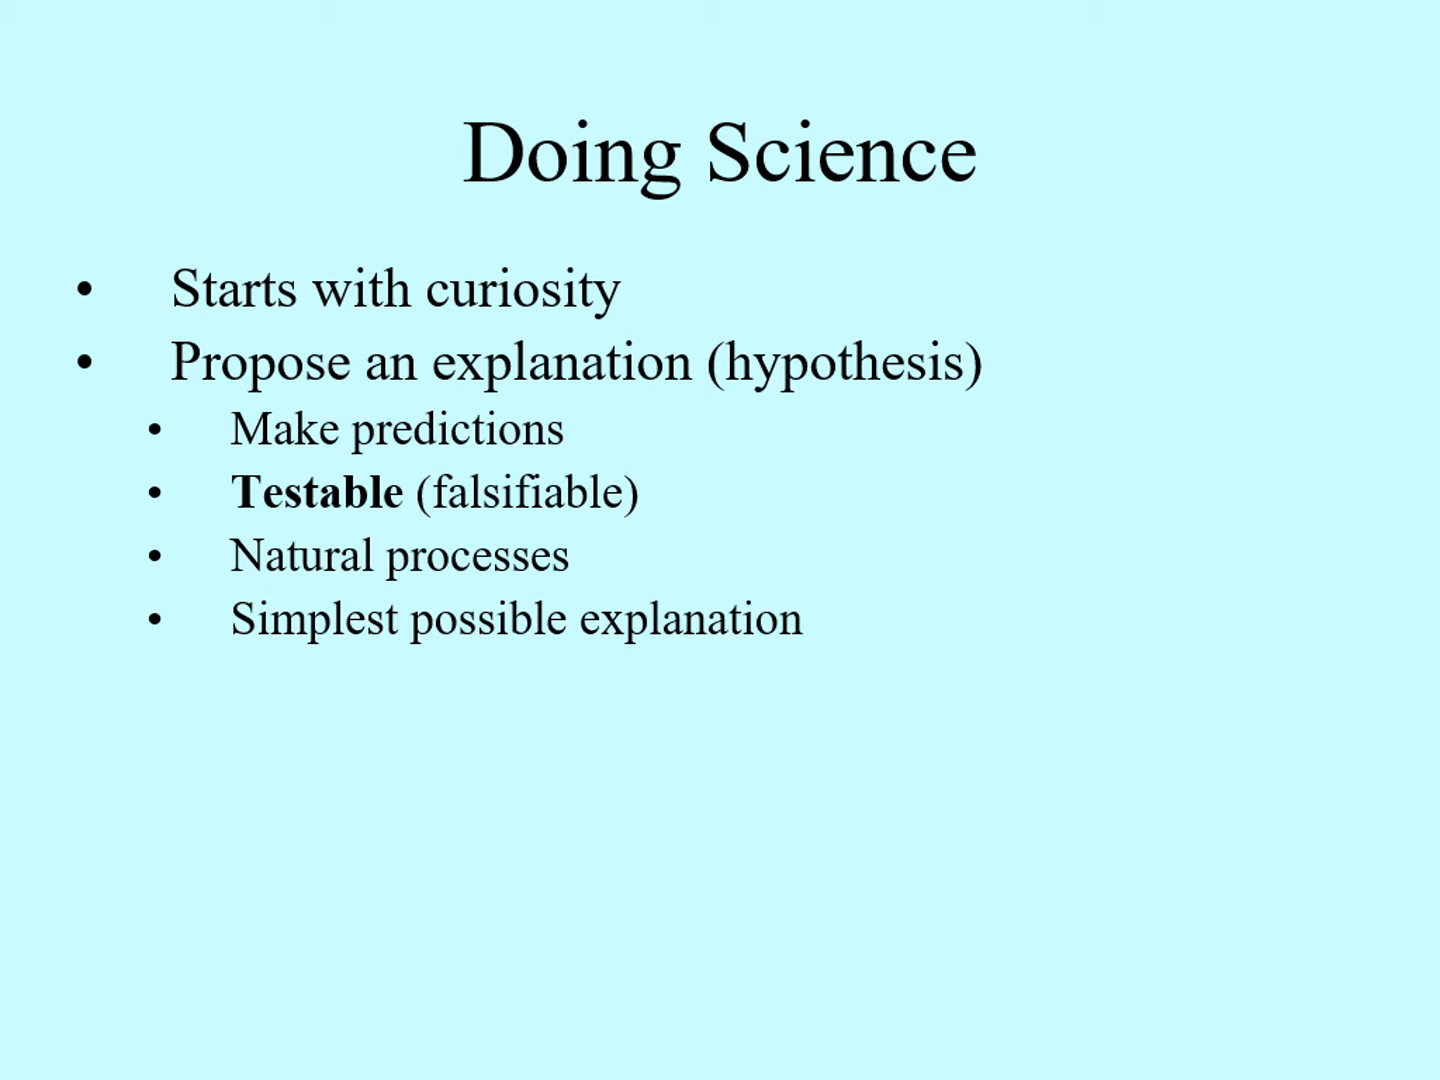 Doing Science
• Starts with curiosity
• Propose an explanation (hypothesis)
• Make predictions
• Testable (falsifiable)
• Natural processes
• Simplest possible explanation